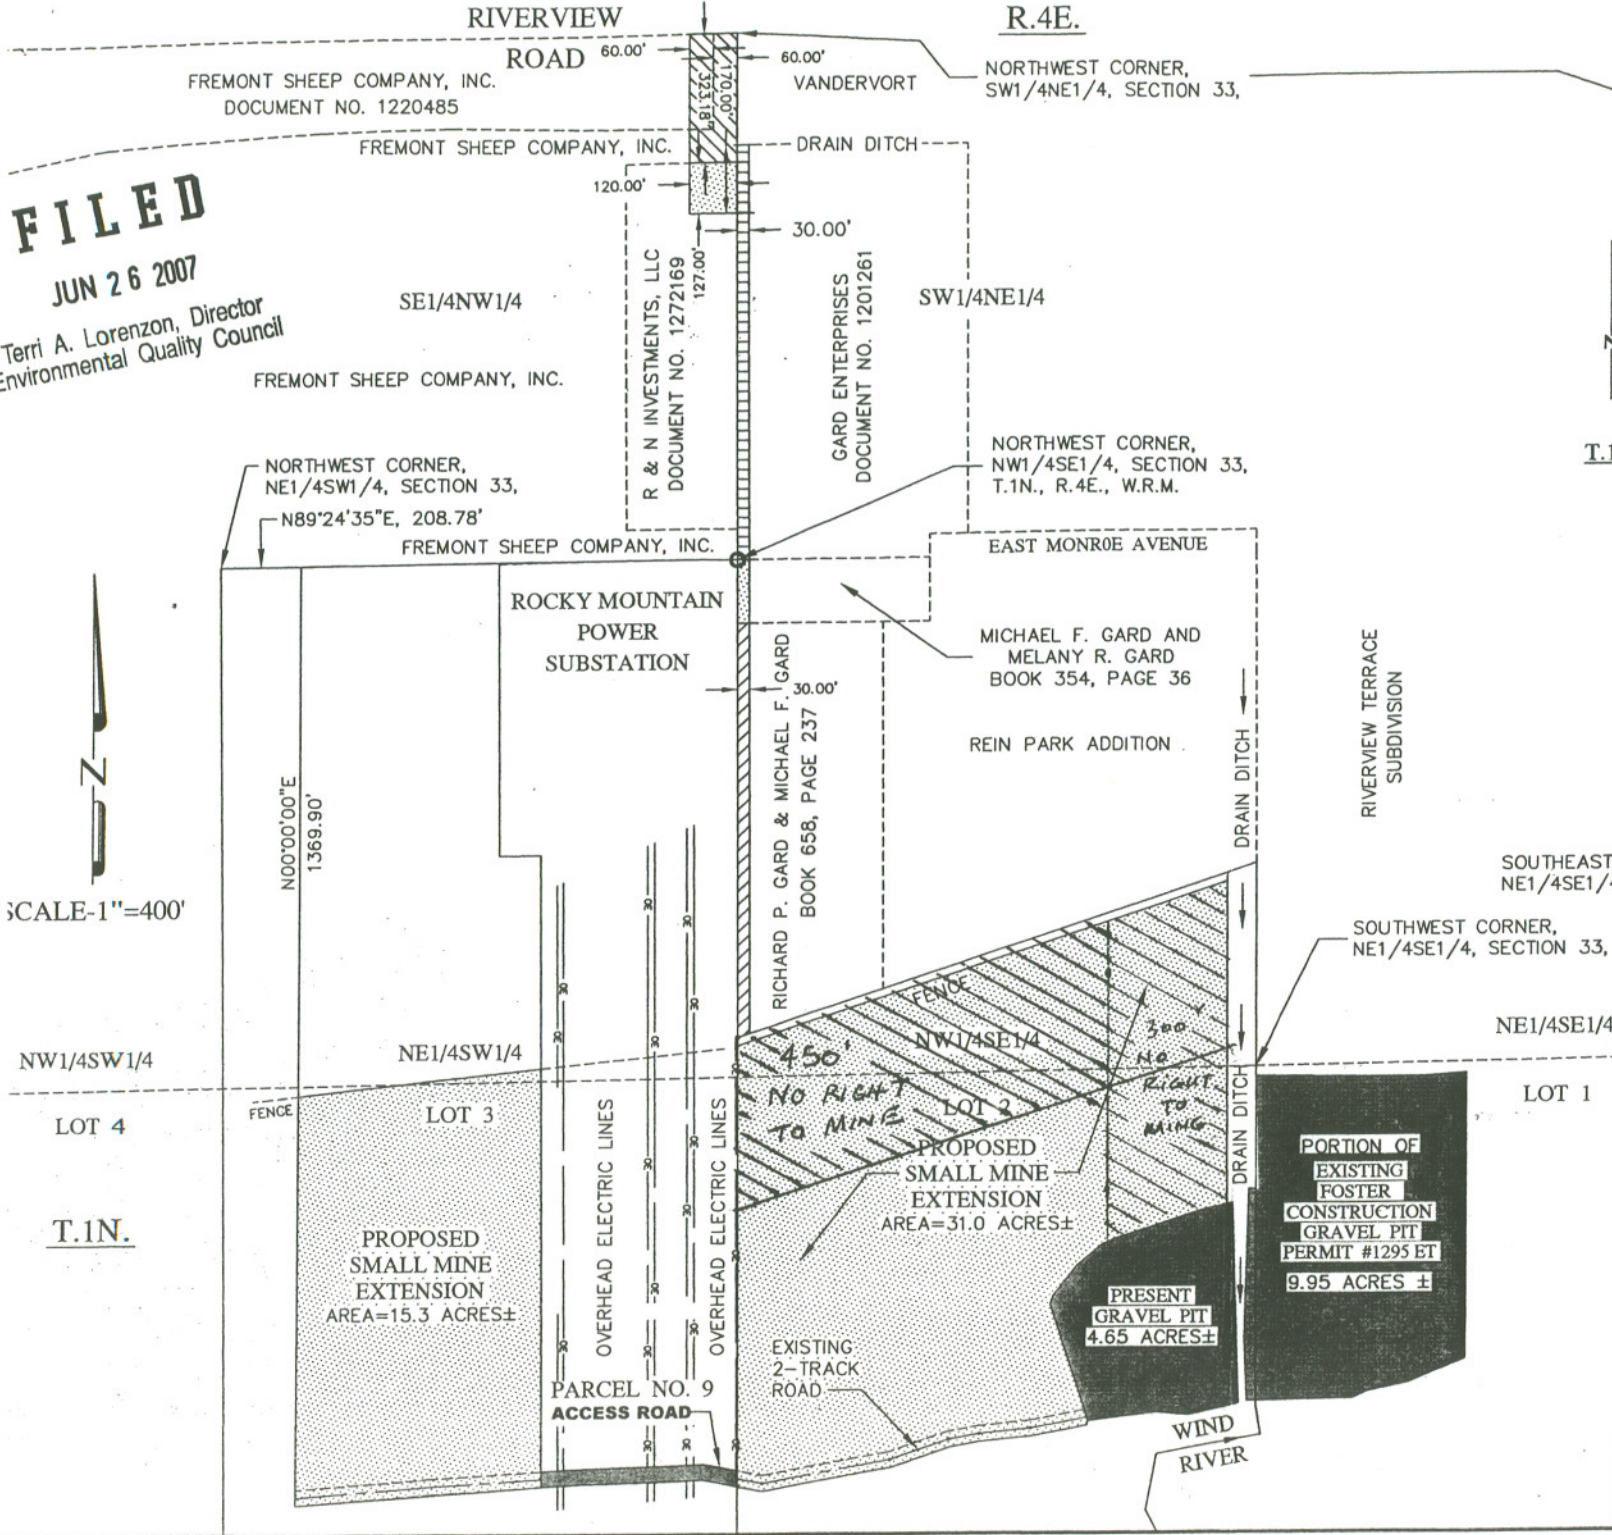 RIVERVIEW
ROAD
R.4E.
60.00'
60.00'
170.00'
323.18'
FREMONT SHEEP COMPANY, INC.
DOCUMENT NO. 1220485
VANDERVORT
NORTHWEST CORNER,
SW1/4NE1/4, SECTION 33,
FREMONT SHEEP COMPANY, INC.
DRAIN DITCH
FILED
JUN 26 2007
Terri A. Lorenzon, Director
Environmental Quality Council
120.00'
30.00'
127.00'
SE1/4NW1/4
R & N INVESTMENTS, LLC
DOCUMENT NO. 1272169
GARD ENTERPRISES
DOCUMENT NO. 1201261
SW1/4NE1/4
FREMONT SHEEP COMPANY, INC.
NORTHWEST CORNER,
NE1/4SW1/4, SECTION 33,
N89°24'35"E, 208.78'
FREMONT SHEEP COMPANY, INC.
NORTHWEST CORNER,
NW1/4SE1/4, SECTION 33,
T.1N., R.4E., W.R.M.
EAST MONROE AVENUE
ROCKY MOUNTAIN
POWER
SUBSTATION
MICHAEL F. GARD AND
MELANY R. GARD
BOOK 354, PAGE 36
30.00'
RICHARD P. GARD & MICHAEL F. GARD
BOOK 658, PAGE 237
REIN PARK ADDITION
DRAIN DITCH
RIVERVIEW TERRACE
SUBDIVISION
N
N00°00'00"E
1369.90'
SCALE-1"=400'
SOUTHEAST
NE1/4SE1/4
SOUTHWEST CORNER,
NE1/4SE1/4, SECTION 33,
NE1/4SE1/4
NW1/4SW1/4
NE1/4SW1/4
FENCE
NW1/4SE1/4
450'
NO RIGHT
TO MINE
300'
NO
RIGHT
TO
MINE
FENCE
LOT 4
LOT 3
LOT 2
LOT 1
DRAIN DITCH
T.1N.
PROPOSED
SMALL MINE
EXTENSION
AREA=15.3 ACRES±
OVERHEAD ELECTRIC LINES
OVERHEAD ELECTRIC LINES
PROPOSED
SMALL MINE
EXTENSION
AREA=31.0 ACRES±
PORTION OF
EXISTING
FOSTER
CONSTRUCTION
GRAVEL PIT
PERMIT #1295 ET
9.95 ACRES ±
PRESENT
GRAVEL PIT
4.65 ACRES±
EXISTING
2-TRACK
ROAD
PARCEL NO. 9
ACCESS ROAD
WIND
RIVER